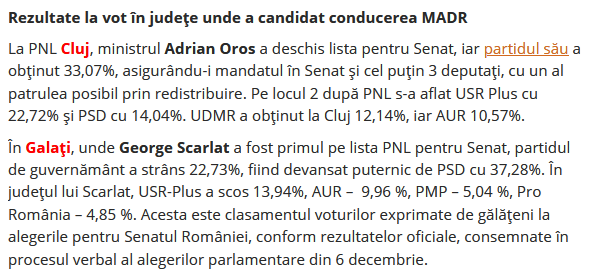 Rezultate la vot în județe unde a candidat conducerea MADR
La PNL Cluj, ministrul Adrian Oros a deschis lista pentru Senat, iar partidul său a
obținut 33,07%, asigurându-i mandatul în Senat și cel puțin 3 deputați, cu un al
patrulea posibil prin redistribuire. Pe locul 2 după PNL s-a aflat USR Plus cu
22,72% și PSD cu 14,04%. UDMR a obținut la Cluj 12,14%, iar AUR 10,57%.
În Galați, unde George Scarlat a fost primul pe lista PNL pentru Senat, partidul
de guvernământ a strâns 22,73%, fiind devansat puternic de PSD cu 37,28%. În
județul lui Scarlat, USR-Plus a scos 13,94%, AUR – 9,96 %, PMP – 5,04 %, Pro
România – 4,85 %. Acesta este clasamentul voturilor exprimate de gălățeni la
alegerile pentru Senatul României, conform rezultatelor oficiale, consemnate în
procesul verbal al alegerilor parlamentare din 6 decembrie.